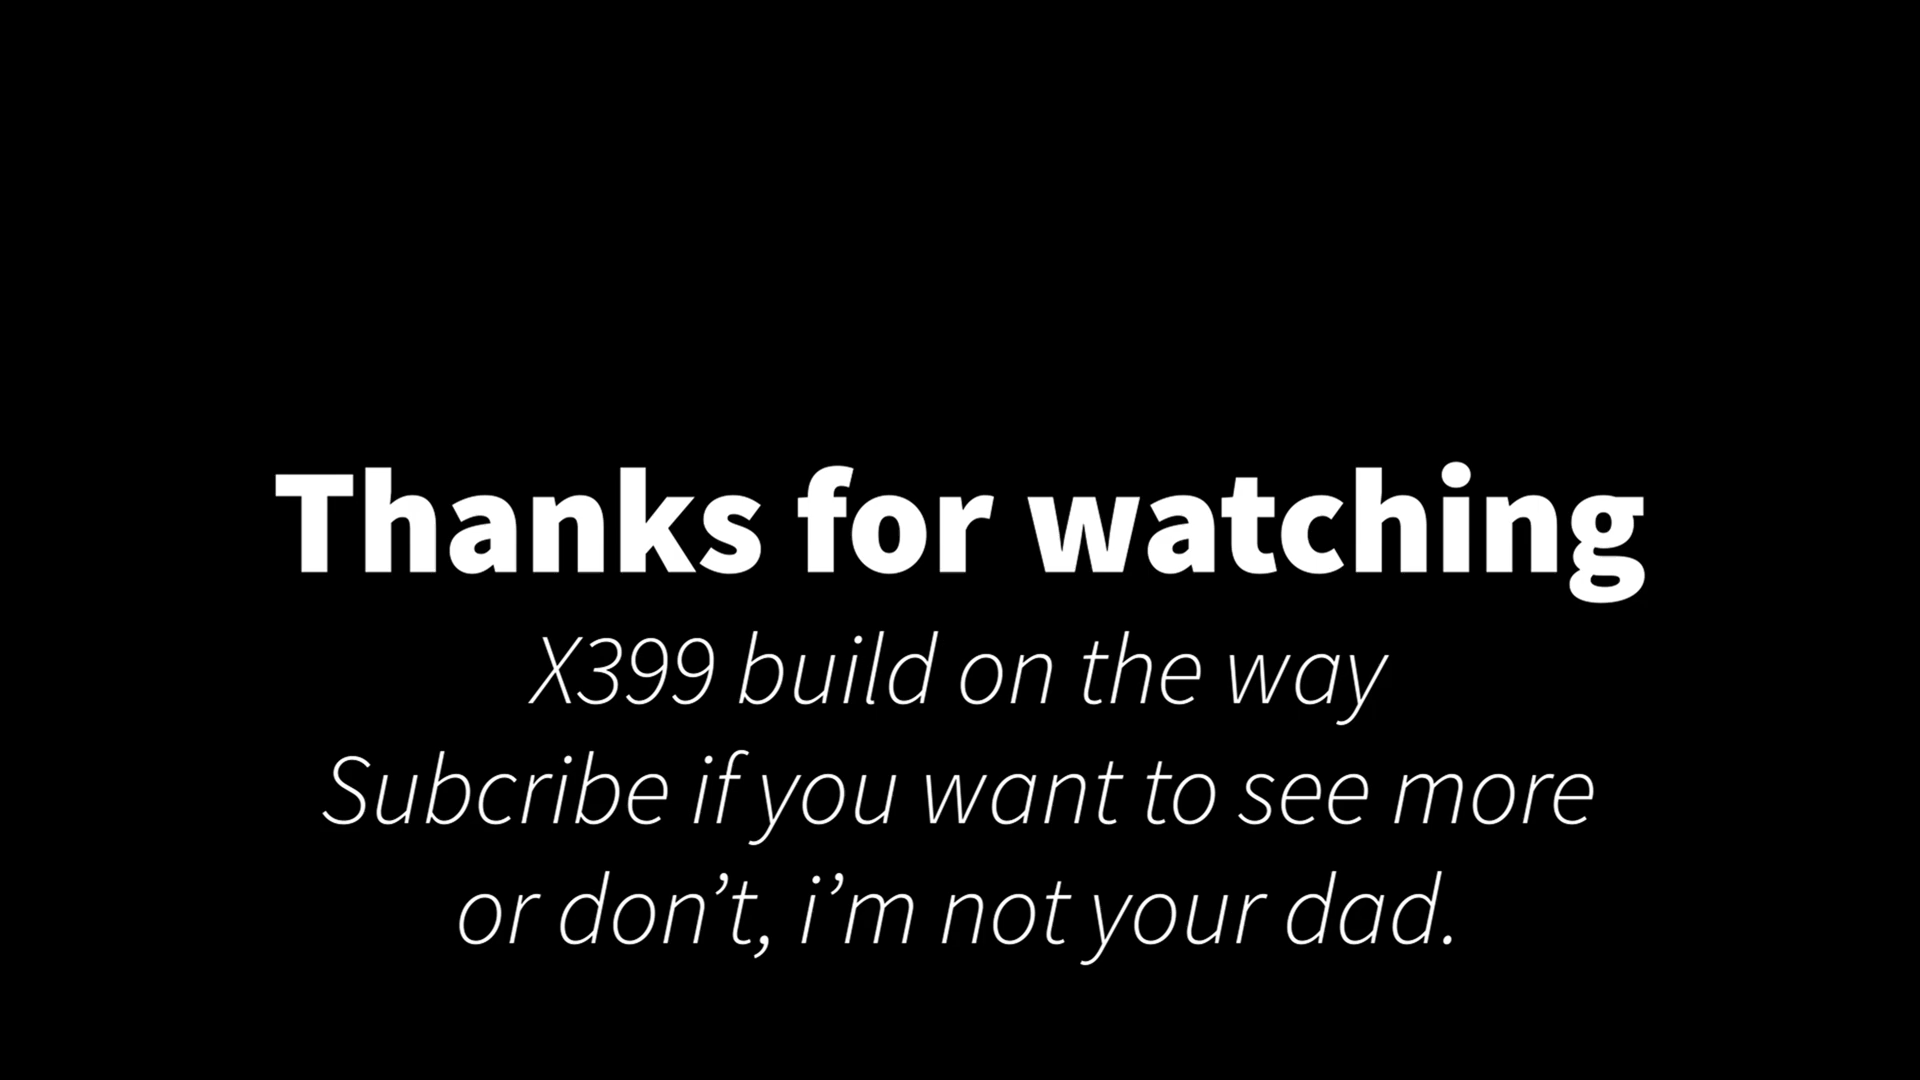 Thanks for watching
X399 build on the way
Subcribe if you want to see more
or don’t, i’m not your dad.